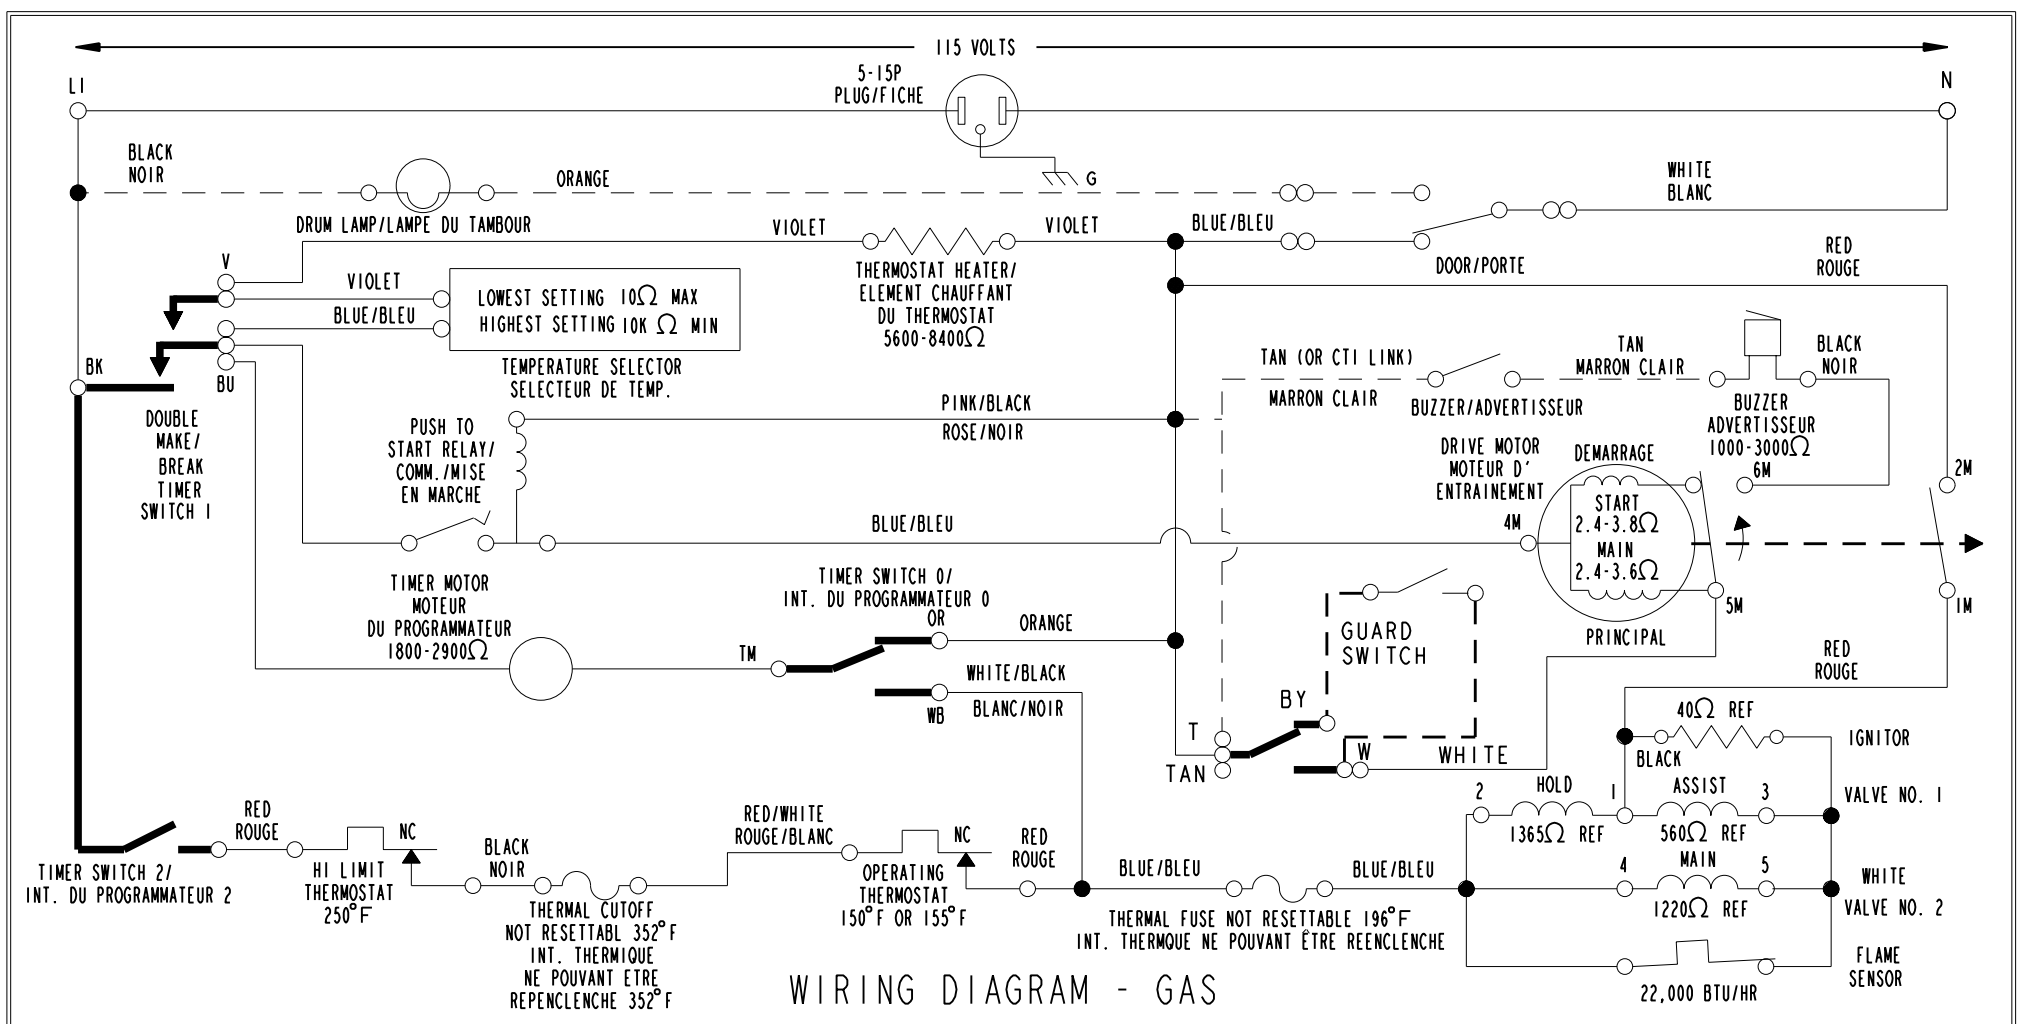 115 VOLTS
L1
5-15P
PLUG/FICHE
N
BLACK
NOIR
ORANGE
G
WHITE
BLANC
DRUM LAMP/LAMPE DU TAMBOUR
VIOLET
VIOLET
BLUE/BLEU
RED
ROUGE
DOOR/PORTE
V
VIOLET
BLUE/BLEU
LOWEST SETTING 10Ω MAX
HIGHEST SETTING 10K Ω MIN
THERMOSTAT HEATER/
ELEMENT CHAUFFANT
DU THERMOSTAT
5600-8400Ω
TEMPERATURE SELECTOR
SELECTEUR DE TEMP.
BK
BU
DOUBLE
MAKE/
BREAK
TIMER
SWITCH 1
TAN (OR CTI LINK)
MARRON CLAIR
TAN
MARRON CLAIR
BLACK
NOIR
BUZZER/ADVERTISSEUR
BUZZER
ADVERTISSEUR
1000-3000Ω
PUSH TO
START RELAY/
COMM./MISE
EN MARCHE
PINK/BLACK
ROSE/NOIR
DRIVE MOTOR
MOTEUR D'
ENTRAINEMENT
DEMARRAGE
6M
2M
START
2.4-3.8Ω
MAIN
2.4-3.6Ω
4M
BLUE/BLEU
5M
1M
PRINCIPAL
TIMER MOTOR
MOTEUR
DU PROGRAMMATEUR
1800-2900Ω
TIMER SWITCH 0/
INT. DU PROGRAMMATEUR 0
OR
ORANGE
TM
WHITE/BLACK
BLANC/NOIR
WB
GUARD
SWITCH
BY
T
TAN
W
WHITE
RED
ROUGE
40Ω REF
IGNITOR
BLACK
2
HOLD
1
ASSIST
3
VALVE NO. 1
1365Ω REF
560Ω REF
4
MAIN
5
WHITE
VALVE NO. 2
1220Ω REF
FLAME
SENSOR
22,000 BTU/HR
TIMER SWITCH 2/
INT. DU PROGRAMMATEUR 2
RED
ROUGE
NC
HI LIMIT
THERMOSTAT
250°F
BLACK
NOIR
THERMAL CUTOFF
NOT RESETTABL 352°F
INT. THERMIQUE
NE POUVANT ETRE
REPENCLENCHE 352°F
RED/WHITE
ROUGE/BLANC
NC
OPERATING
THERMOSTAT
150°F OR 155°F
RED
ROUGE
BLUE/BLEU
BLUE/BLEU
THERMAL FUSE NOT RESETTABLE 196°F
INT. THERMQUE NE POUVANT ÊTRE REENCLENCHE
WIRING DIAGRAM - GAS